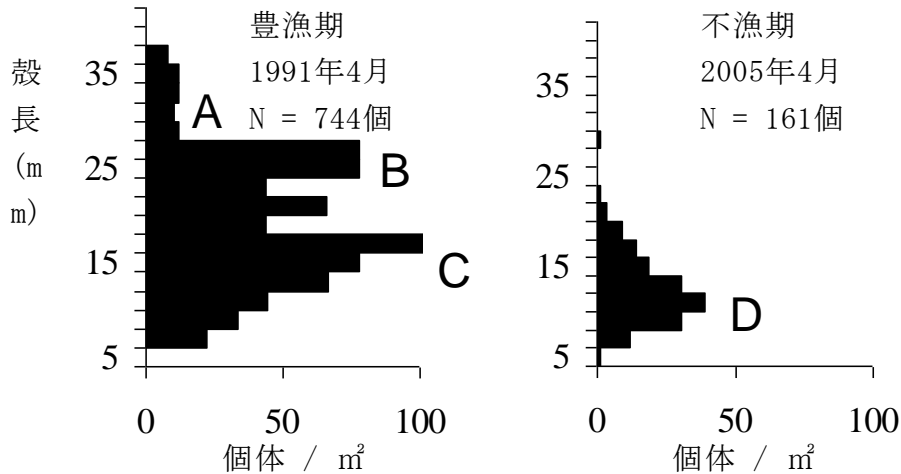 豊漁期
1991年4月
N = 744個
殻
長
(m
m)
35
25
15
5
A
B
C
0 50 100
個体 / ㎡
不漁期
2005年4月
N = 161個
35
25
15
5
D
0 50 100
個体 / ㎡